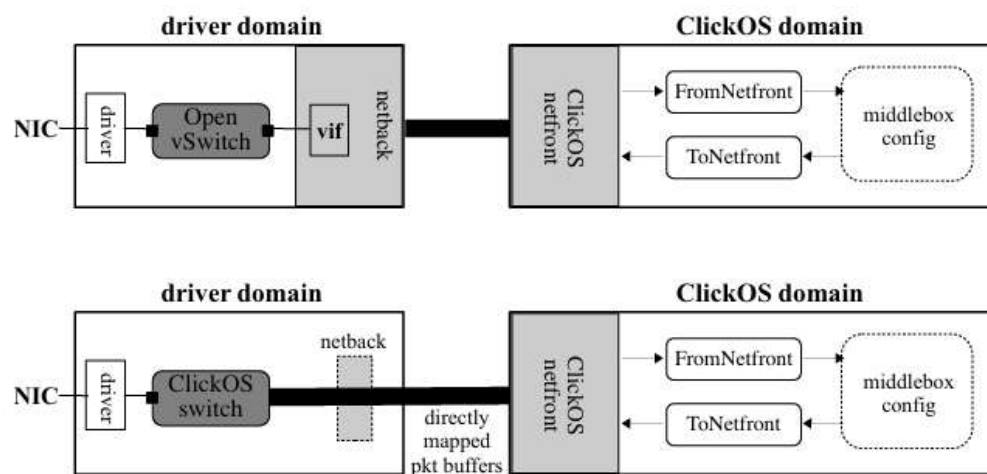 driver domain
ClickOS domain
NIC
driver
Open
vSwitch
vif
netback
ClickOS
netfront
FromNetfront
ToNetfront
middlebox
config
driver domain
ClickOS domain
NIC
driver
ClickOS
switch
netback
directly
mapped
pkt buffers
ClickOS
netfront
FromNetfront
ToNetfront
middlebox
config